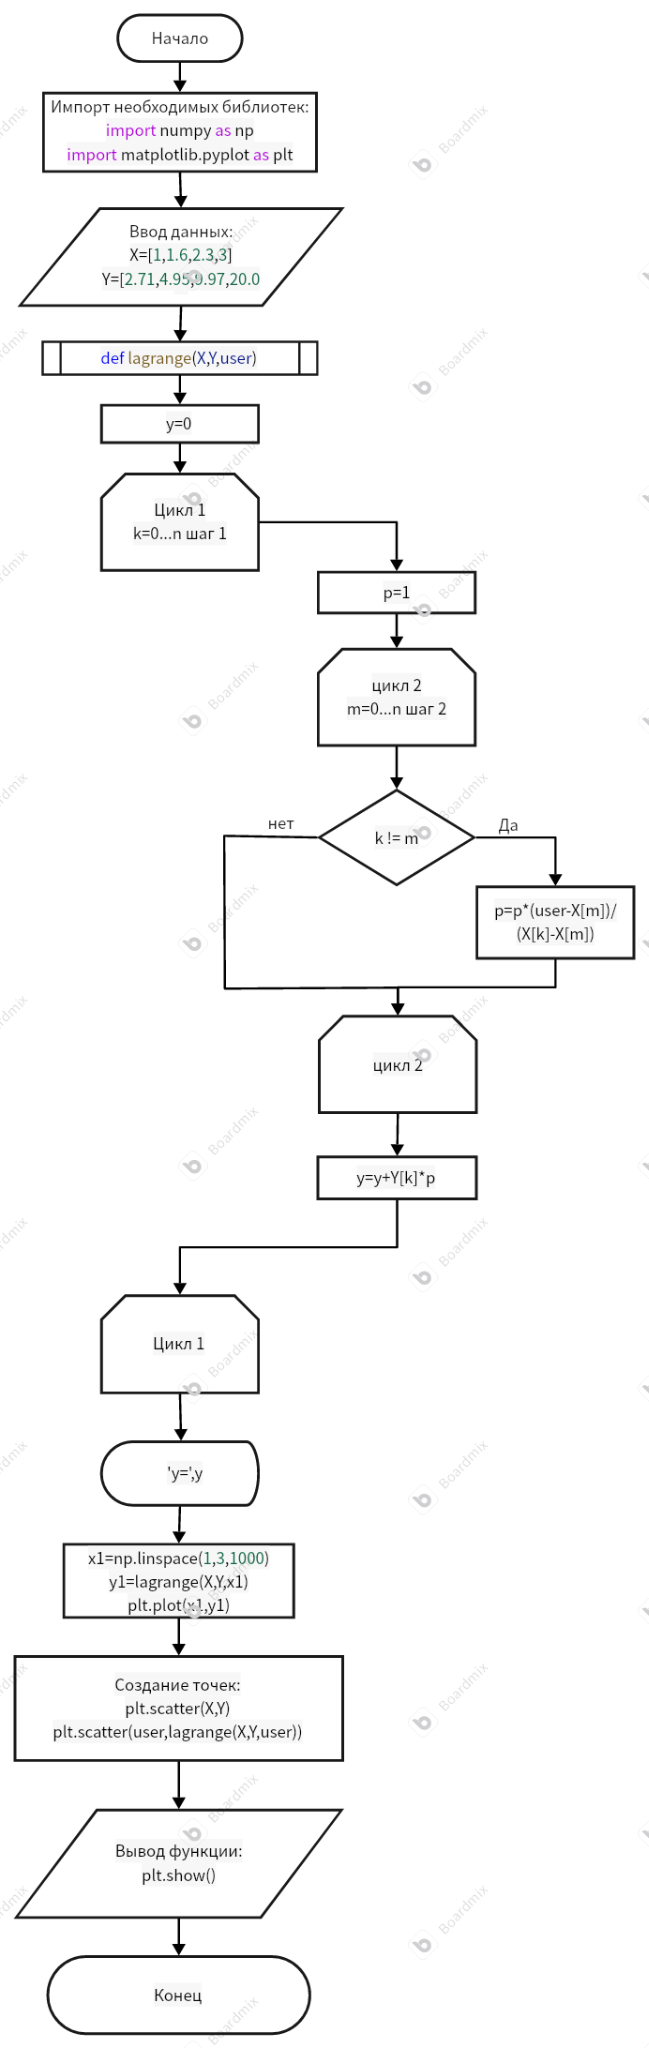 Начало
Импорт необходимых библиотек:
import numpy as np
import matplotlib.pyplot as plt
Ввод данных:
X=[1,1.6,2.3,3]
Y=[2.71,4.95,9.97,20.0
def lagrange(X,Y,user)
y=0
Цикл 1
k=0...n шаг 1
p=1
цикл 2
m=0...n шаг 2
k != m
нет
Да
p=p*(user-X[m])/
(X[k]-X[m])
цикл 2
y=y+Y[k]*p
Цикл 1
'y=',y
x1=np.linspace(1,3,1000)
y1=lagrange(X,Y,x1)
plt.plot(x1,y1)
Создание точек:
plt.scatter(X,Y)
plt.scatter(user,lagrange(X,Y,user))
Вывод функции:
plt.show()
Конец
Boardmix